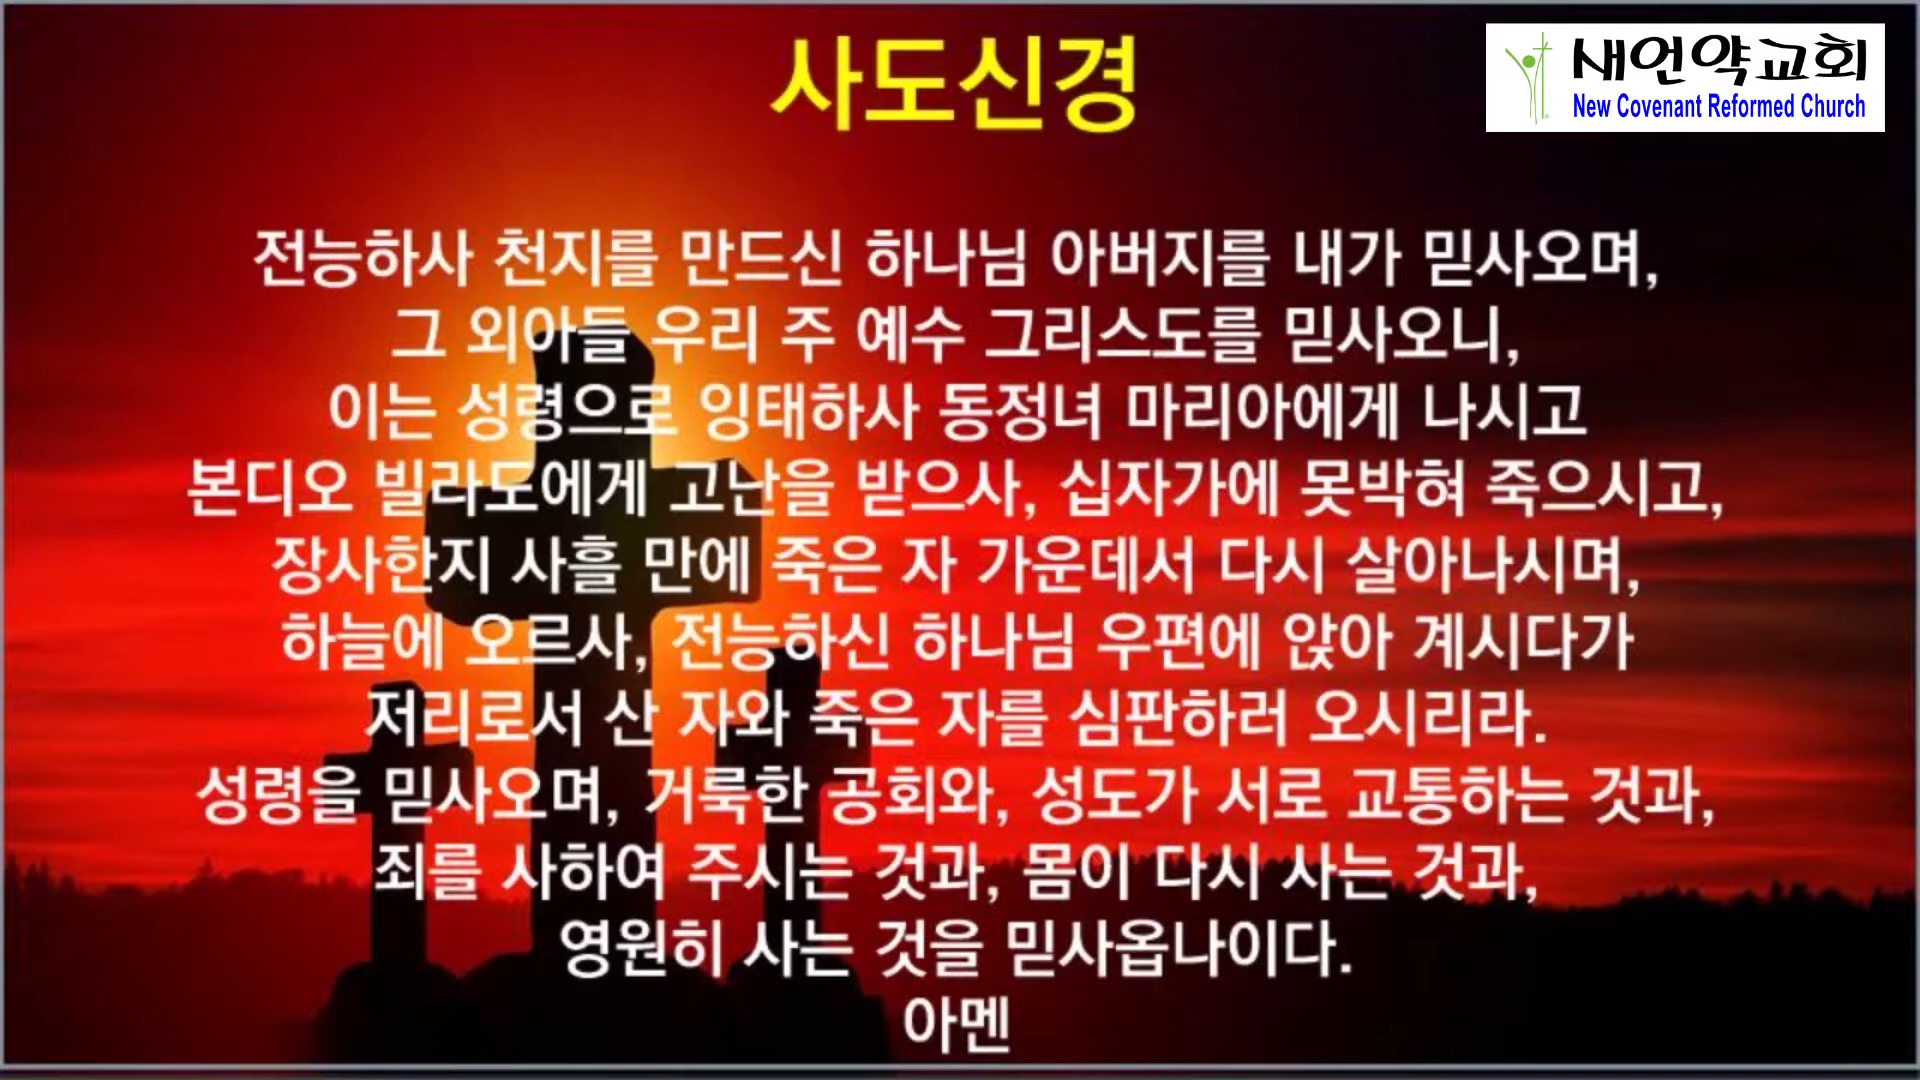 사도신경
새언약교회
New Covenant Reformed Church
전능하사 천지를 만드신 하나님 아버지를 내가 믿사오며,
그 외아들 우리 주 예수 그리스도를 믿사오니,
이는 성령으로 잉태하사 동정녀 마리아에게 나시고
본디오 빌라도에게 고난을 받으사, 십자가에 못박혀 죽으시고,
장사한지 사흘 만에 죽은 자 가운데서 다시 살아나시며,
하늘에 오르사, 전능하신 하나님 우편에 앉아 계시다가
저리로서 산 자와 죽은 자를 심판하러 오시리라.
성령을 믿사오며, 거룩한 공회와, 성도가 서로 교통하는 것과,
죄를 사하여 주시는 것과, 몸이 다시 사는 것과,
영원히 사는 것을 믿사옵나이다.
아멘